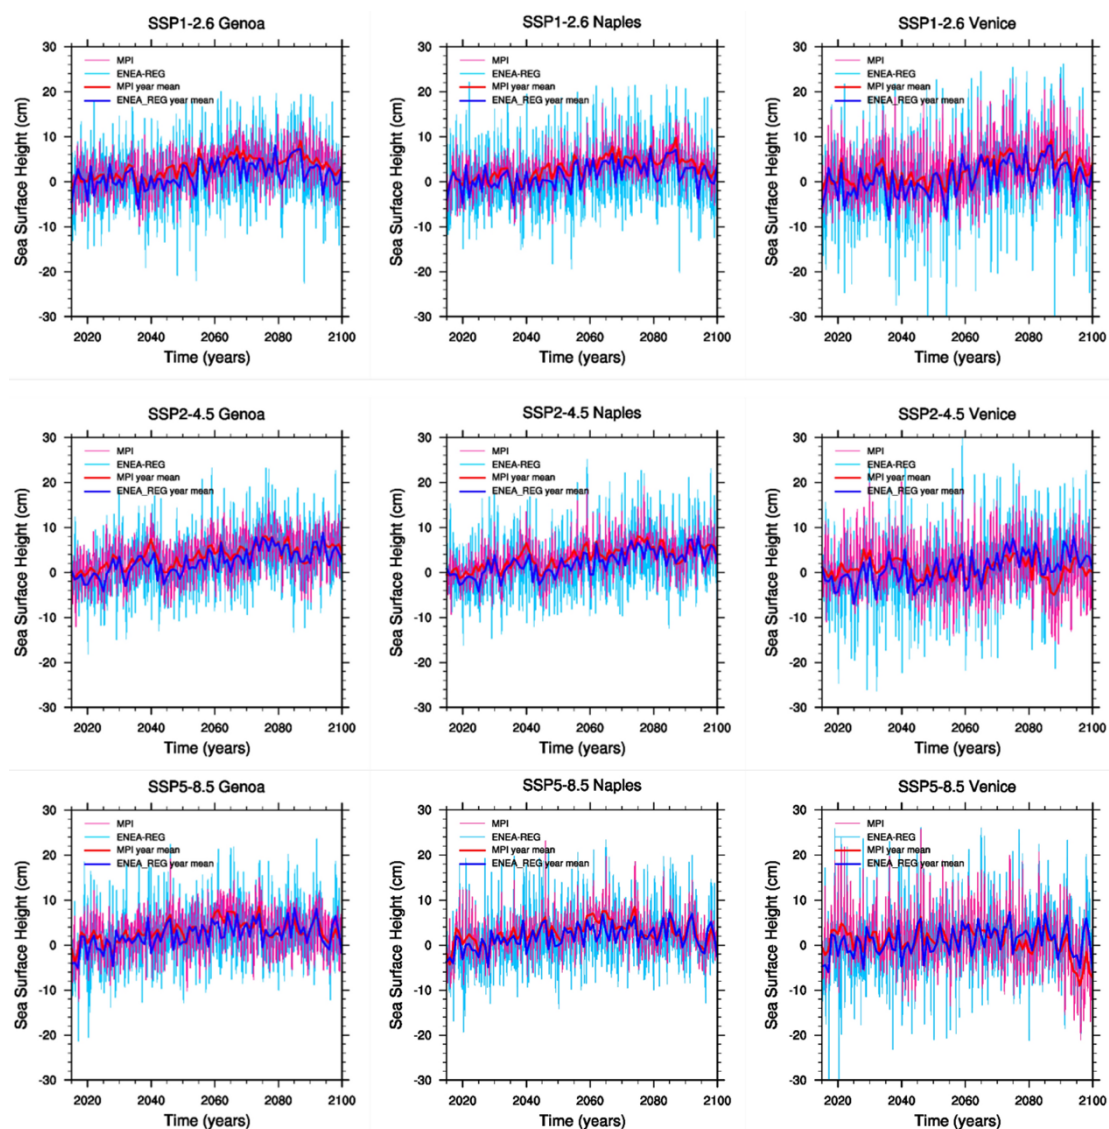 SSP1-2.6 Genoa
30
20
10
0
-10
-20
-30
Sea Surface Height (cm)
MPI
ENEA-REG
MPI year mean
ENEA_REG year mean
2020 2040 2060 2080 2100
Time (years)
SSP1-2.6 Naples
30
20
10
0
-10
-20
-30
Sea Surface Height (cm)
MPI
ENEA-REG
MPI year mean
ENEA_REG year mean
2020 2040 2060 2080 2100
Time (years)
SSP1-2.6 Venice
30
20
10
0
-10
-20
-30
Sea Surface Height (cm)
MPI
ENEA-REG
MPI year mean
ENEA_REG year mean
2020 2040 2060 2080 2100
Time (years)
SSP2-4.5 Genoa
30
20
10
0
-10
-20
-30
Sea Surface Height (cm)
MPI
ENEA-REG
MPI year mean
ENEA_REG year mean
2020 2040 2060 2080 2100
Time (years)
SSP2-4.5 Naples
30
20
10
0
-10
-20
-30
Sea Surface Height (cm)
MPI
ENEA-REG
MPI year mean
ENEA_REG year mean
2020 2040 2060 2080 2100
Time (years)
SSP2-4.5 Venice
30
20
10
0
-10
-20
-30
Sea Surface Height (cm)
MPI
ENEA-REG
MPI year mean
ENEA_REG year mean
2020 2040 2060 2080 2100
Time (years)
SSP5-8.5 Genoa
30
20
10
0
-10
-20
-30
Sea Surface Height (cm)
MPI
ENEA-REG
MPI year mean
ENEA_REG year mean
2020 2040 2060 2080 2100
Time (years)
SSP5-8.5 Naples
30
20
10
0
-10
-20
-30
Sea Surface Height (cm)
MPI
ENEA-REG
MPI year mean
ENEA_REG year mean
2020 2040 2060 2080 2100
Time (years)
SSP5-8.5 Venice
30
20
10
0
-10
-20
-30
Sea Surface Height (cm)
MPI
ENEA-REG
MPI year mean
ENEA_REG year mean
2020 2040 2060 2080 2100
Time (years)